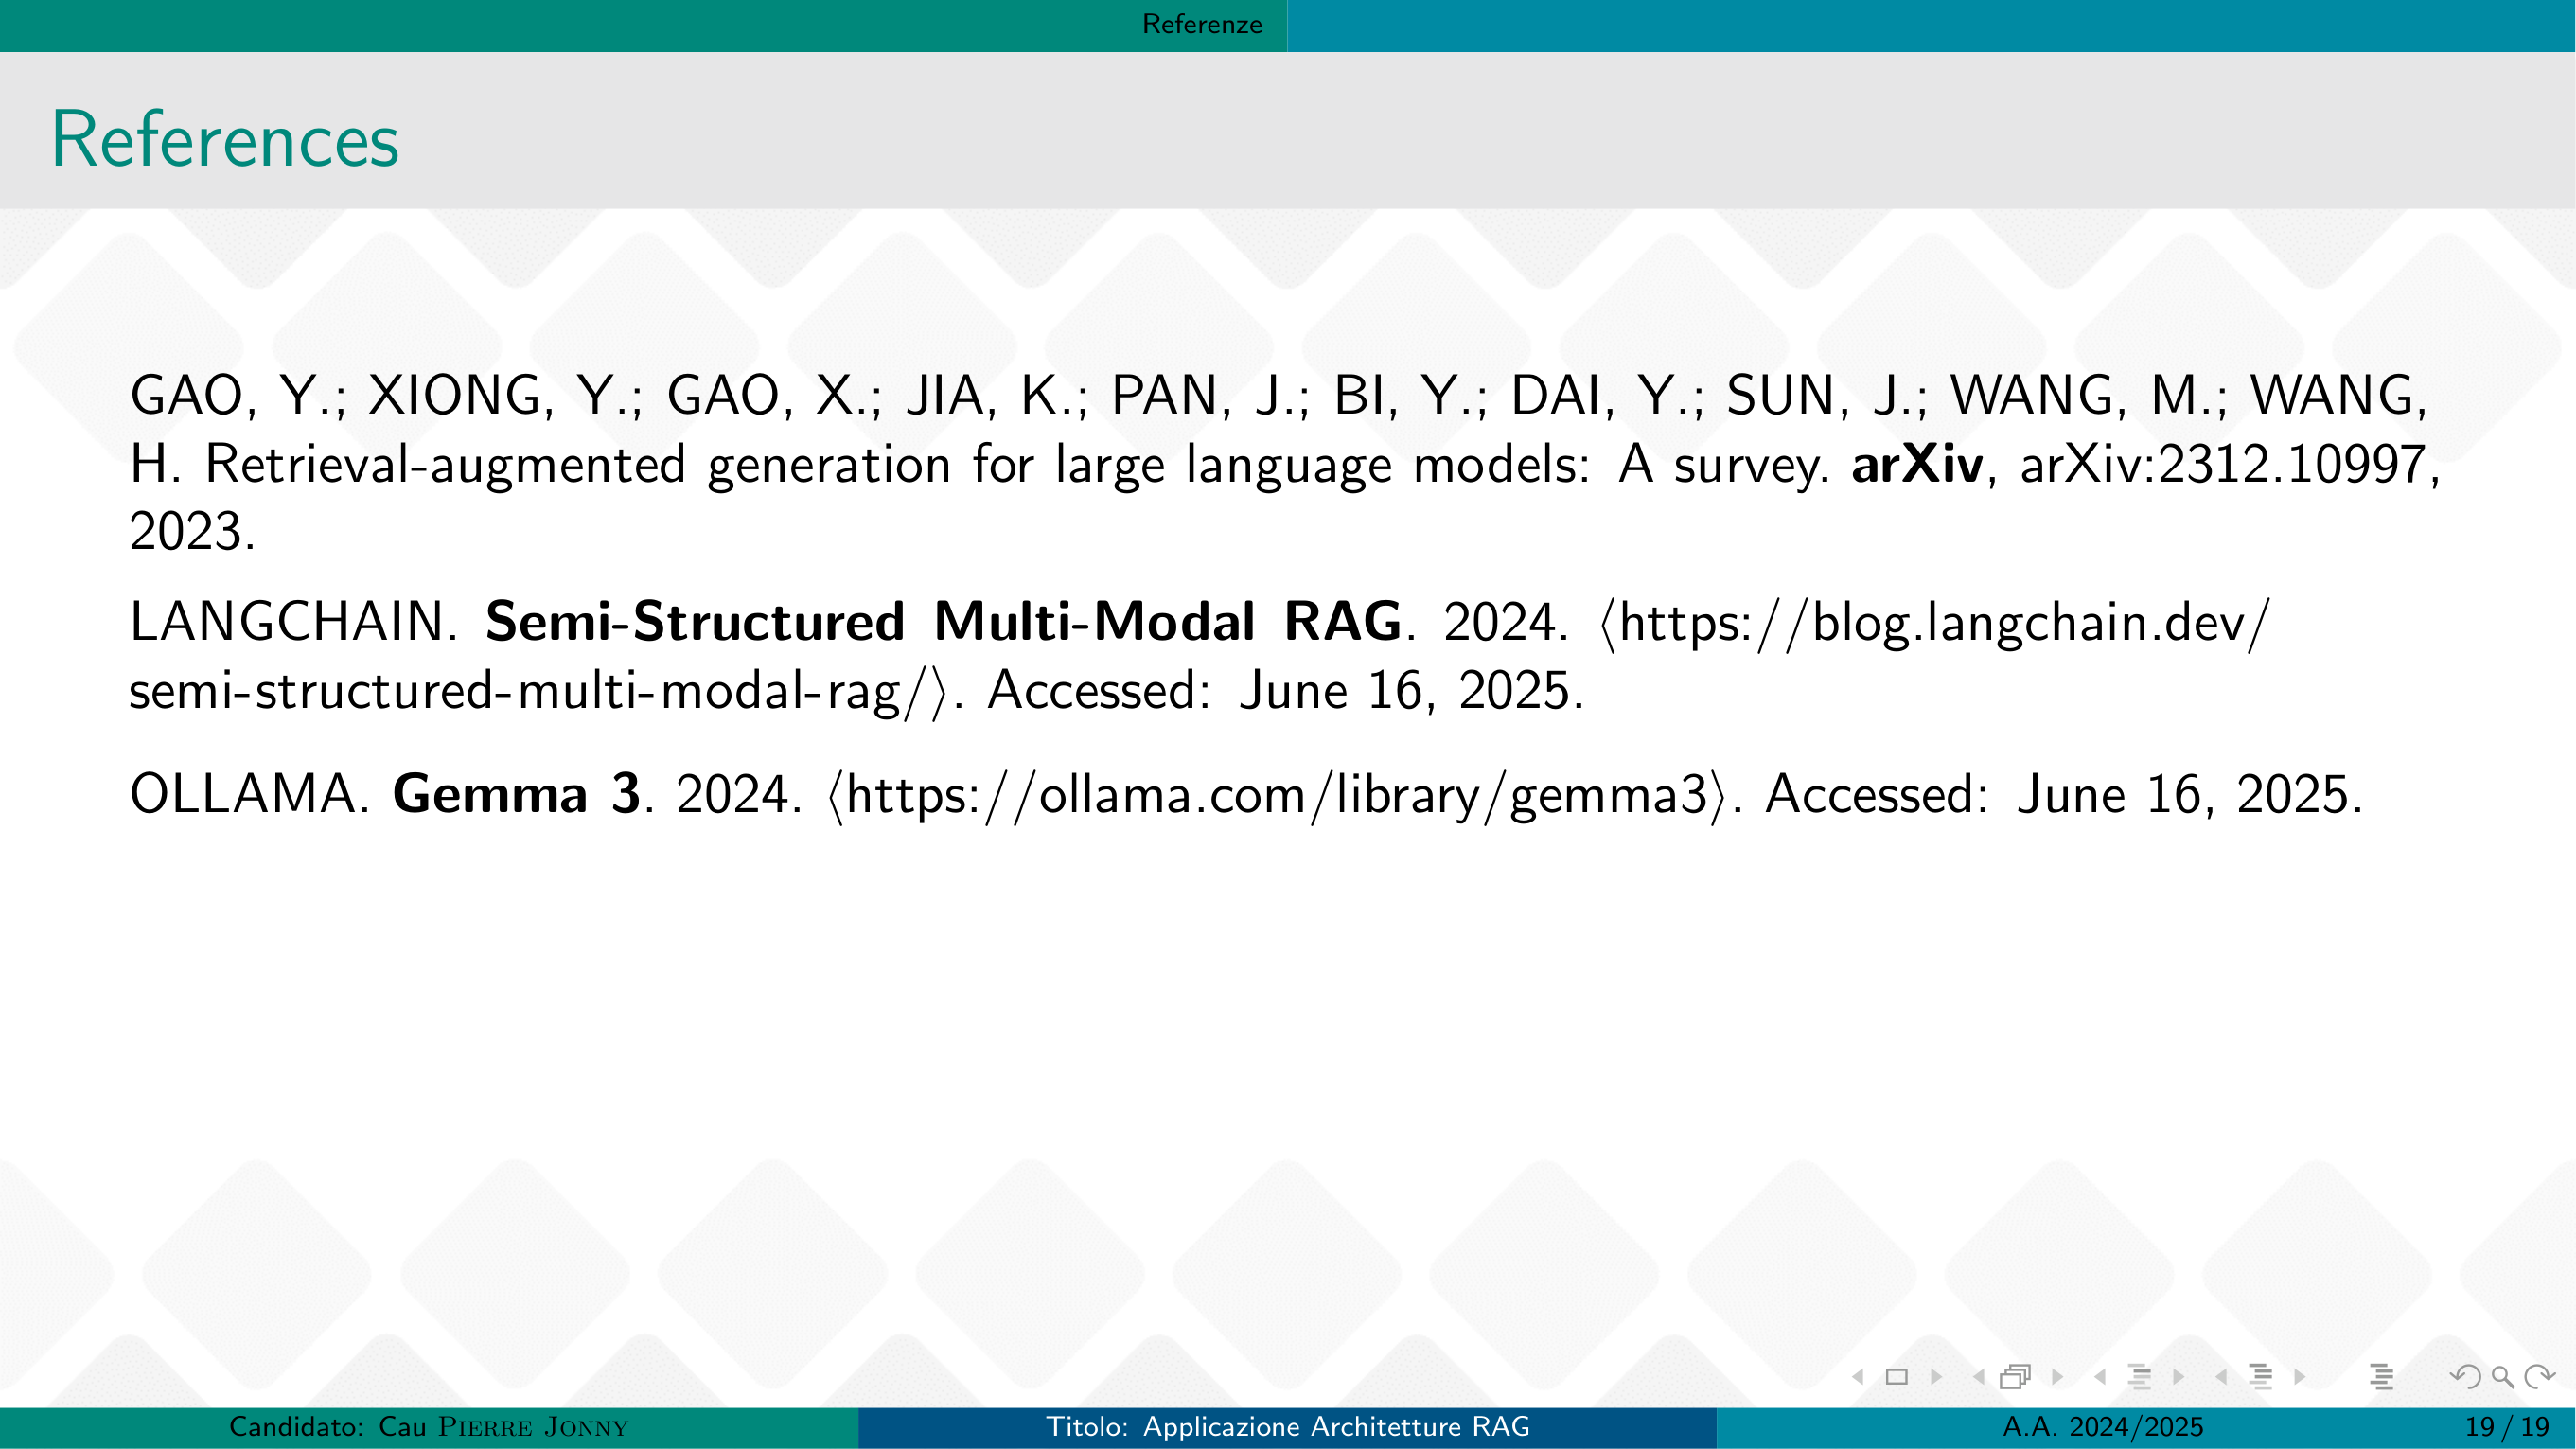 Referenze
References
GAO, Y.; XIONG, Y.; GAO, X.; JIA, K.; PAN, J.; BI, Y.; DAI, Y.; SUN, J.; WANG, M.; WANG,
H. Retrieval-augmented generation for large language models: A survey. arXiv, arXiv:2312.10997,
2023.
LANGCHAIN. Semi-Structured Multi-Modal RAG. 2024. ⟨https://blog.langchain.dev/
semi-structured-multi-modal-rag/⟩. Accessed: June 16, 2025.
OLLAMA. Gemma 3. 2024. ⟨https://ollama.com/library/gemma3⟩. Accessed: June 16, 2025.
Candidato: Cau Pierre Jonny
Titolo: Applicazione Architetture RAG
A.A. 2024/2025
19 / 19